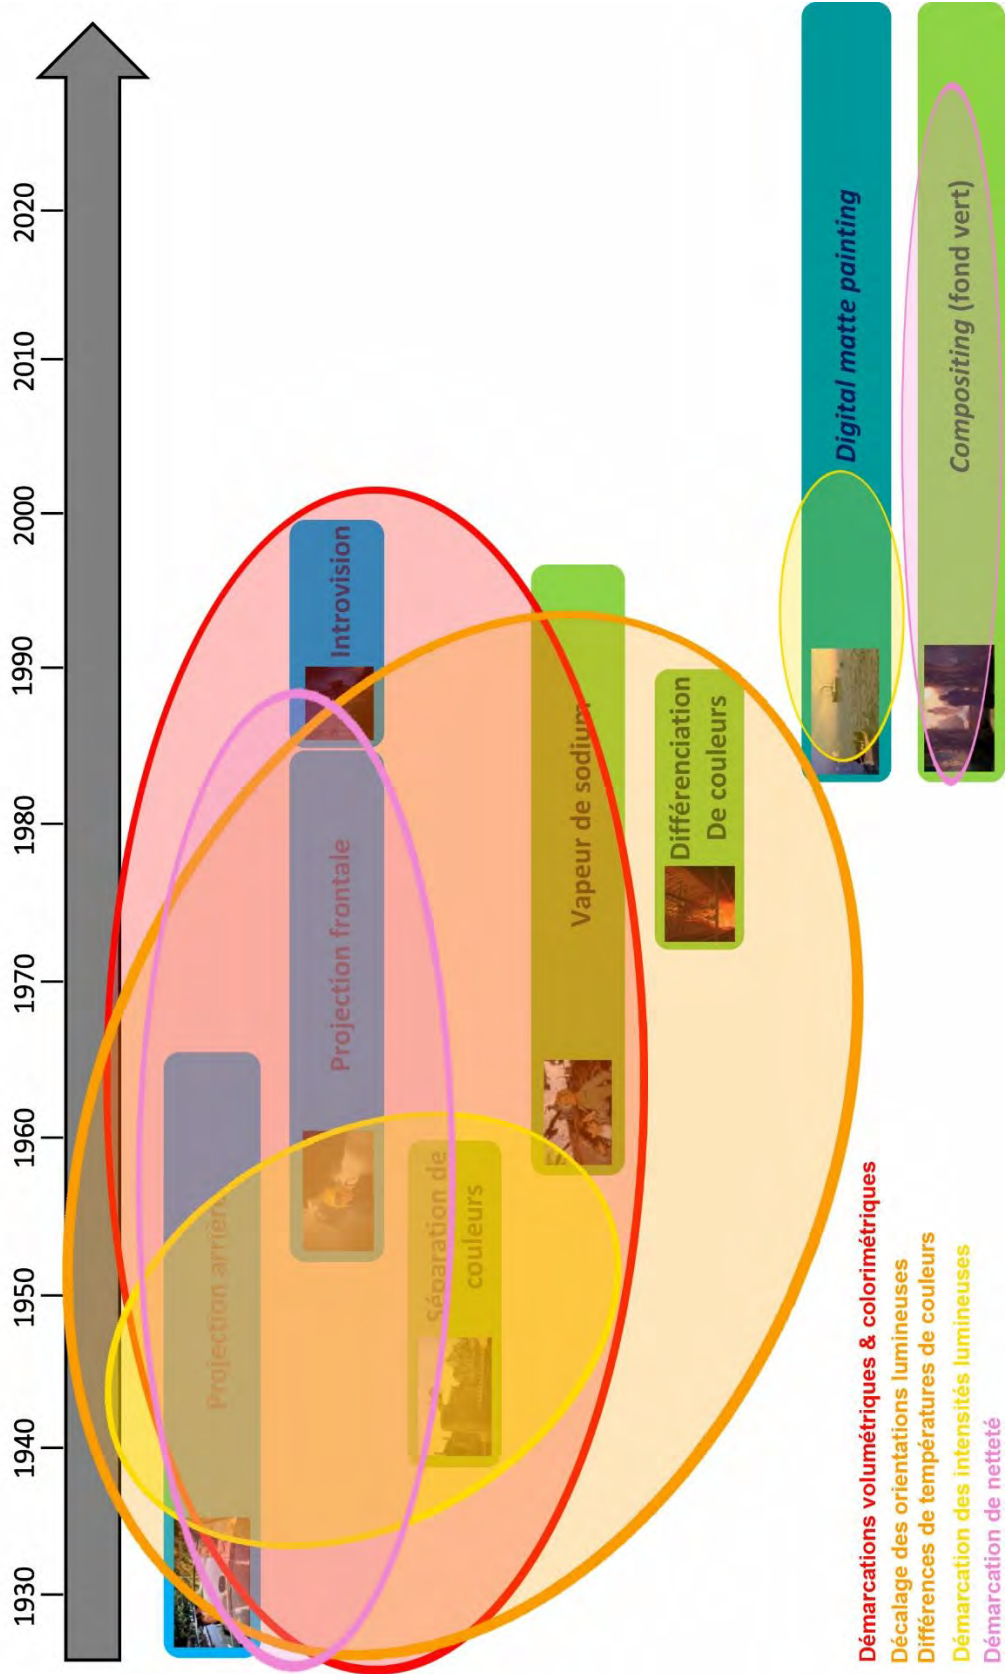 1930
1940
1950
1960
1970
1980
1990
2000
2010
2020
Projection arrière
Projection frontale
Introvision
Séparation de
couleurs
Vapeur de sodium
Différenciation
De couleurs
Digital matte painting
Compositing (fond vert)
Démarcations volumétriques & colorimétriques
Décalage des orientations lumineuses
Différences de températures de couleurs
Démarcation des intensités lumineuses
Démarcation de netteté